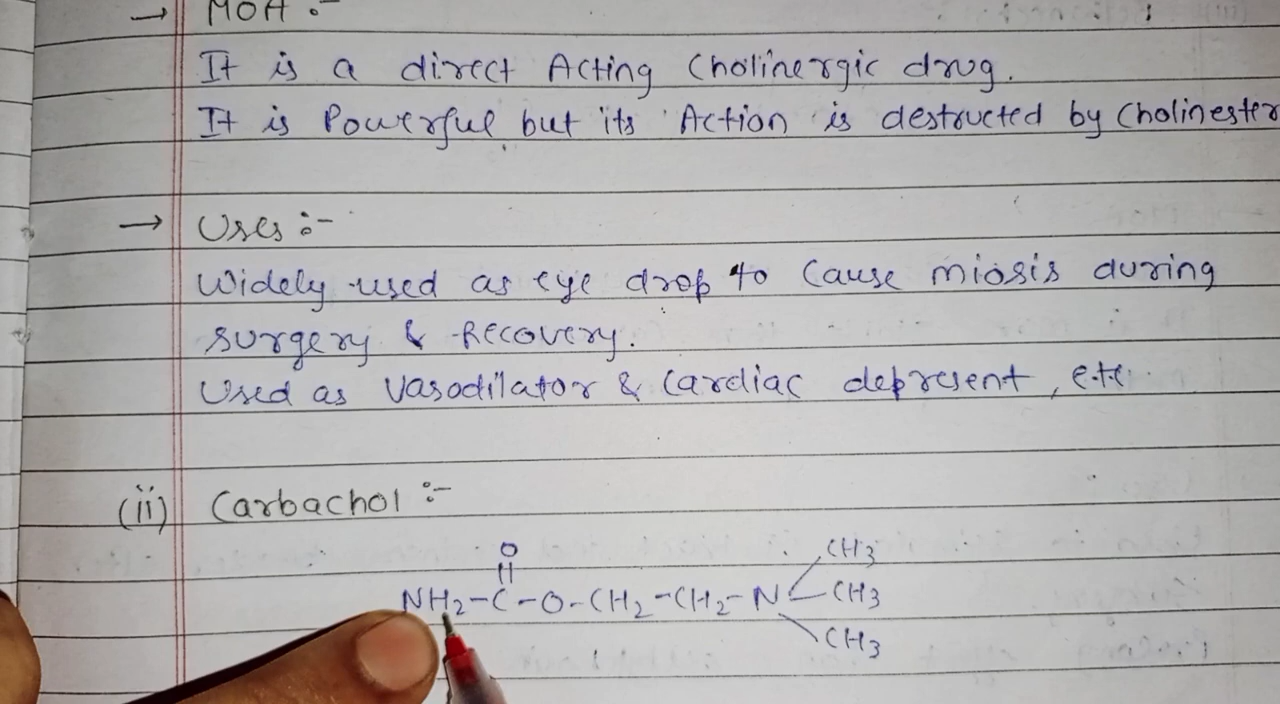 → MOA :-
It is a direct Acting Cholinergic drug.
It is Powerful but its Action is destructed by Cholinester
→ Uses :-
Widely used as eye drop to Cause miosis during
surgery & Recovery.
Used as Vasodilator & Cardiac depresent, etc.
(ii) Carbachol :-
O
||
NH2-C-O-CH2-CH2-N
CH3
CH3
CH3